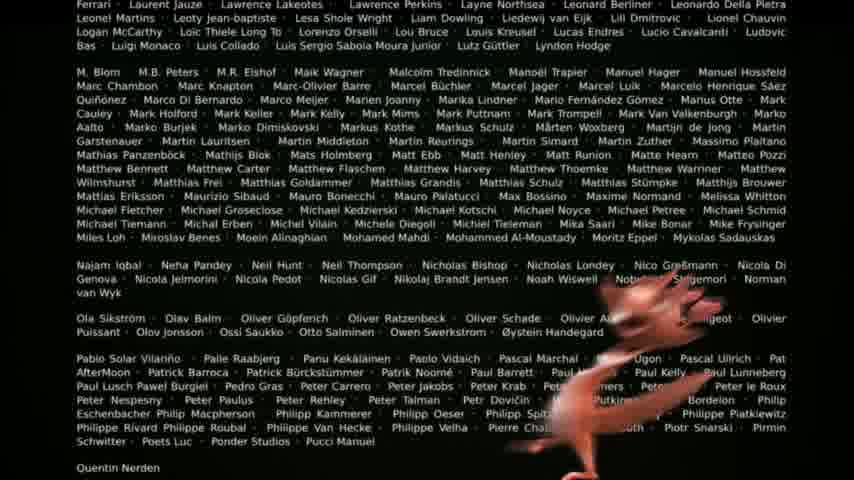 Ferrari · Laurent Jauze · Lawrence Lakeotes · Lawrence Perkins · Layne Northsea · Leonard Berliner · Leonardo Della Pietra
Leonel Martins · Leoty Jean-baptiste · Lesa Shole Wright · Liam Dowling · Liedewij van Eijk · Lill Dmitrovic · Lionel Chauvin
Logan McCarthy · Loïc Thiele Long To · Lorenzo Orselli · Lou Bruce · Louis Kreusel · Lucas Endres · Lucio Cavalcanti · Ludovic
Bas · Luigi Monaco · Luis Collado · Luis Sergio Saboia Moura Junior · Lutz Güttler · Lyndon Hodge
M. Blom · M.B. Peters · M.R. Elshof · Maik Wagner · Malcolm Tredinnick · Manoël Trapier · Manuel Hager · Manuel Hossfeld
Marc Chambon · Marc Knapton · Marc-Olivier Barre · Marcel Büchler · Marcel Jager · Marcel Luik · Marcelo Henrique Sáez
Quiñónez · Marco Di Bernardo · Marco Meijer · Marien Joanny · Marika Lindner · Mario Fernández Gómez · Marius Otte · Mark
Cauley · Mark Holford · Mark Keller · Mark Kelly · Mark Mims · Mark Puttnam · Mark Trompell · Mark Van Valkenburgh · Marko
Aalto · Marko Burjek · Marko Dimiskovski · Markus Kothe · Markus Schulz · Mårten Woxberg · Martijn de Jong · Martin
Garstenauer · Martin Lauritsen · Martin Middleton · Martin Reurings · Martin Simard · Martin Zuther · Massimo Plaitano
Mathias Panzenböck · Mathijs Blok · Mats Holmberg · Matt Ebb · Matt Henley · Matt Runion · Matte Hearn · Matteo Pozzi
Matthew Bennett · Matthew Carter · Matthew Flaschen · Matthew Harvey · Matthew Thoemke · Matthew Warriner · Matthew
Wilmhurst · Matthias Frei · Matthias Goldammer · Matthias Grandis · Matthias Schulz · Matthias Stümpke · Matthijs Brouwer
Mattias Eriksson · Maurizio Sibaud · Mauro Bonecchi · Mauro Palatucci · Max Bossino · Maxime Normand · Melissa Whitton
Michael Fletcher · Michael Groseclose · Michael Kedzierski · Michael Kotschi · Michael Noyce · Michael Petree · Michael Schmid
Michael Tiemann · Michal Erben · Michel Vilain · Michele Diegoli · Michiel Tieleman · Mika Saari · Mike Bonar · Mike Frysinger
Miles Loh · Miroslav Benes · Moein Alinaghian · Mohamed Mahdi · Mohammed Al-Moustady · Moritz Eppel · Mykolas Sadauskas
Najam Iqbal · Neha Pandey · Neil Hunt · Neil Thompson · Nicholas Bishop · Nicholas Londey · Nico Großmann · Nicola Di
Genova · Nicola Jelmorini · Nicola Pedot · Nicolas Gif · Nikolaj Brandt Jensen · Noah Wiswell · Norman
van Wyk
Ola Sikström · Olav Balm · Oliver Göpferich · Oliver Ratzenbeck · Oliver Schade · Olivier · Olivier
Puissant · Olov Jonsson · Ossi Saukko · Otto Salminen · Owen Swerkstrom · Øystein Handegard
Pablo Solar Vilariño · Palle Raabjerg · Panu Kekäläinen · Paolo Vidaich · Pascal Marchal · Ugon · Pascal Ullrich · Pat
AfterMoon · Patrick Barroca · Patrick Bürckstümmer · Patrik Noomé · Paul Barrett · Paul · Paul Kelly · Paul Lunneberg
Paul Lusch Pawel Burgiel · Pedro Gras · Peter Carrero · Peter Jakobs · Peter Krab · Peter le Roux
Peter Nespesny · Peter Paulus · Peter Rehley · Peter Talman · Petr Dovičin · Bordelon · Philip
Eschenbacher Philip Macpherson · Philipp Kammerer · Philipp Oeser · Philipp · Philippe Piatkiewitz
Philippe Rivard Philippe Roubal · Philippe Van Hecke · Philippe Velha · Pierre · Piotr Snarski · Pirmin
Schwitter · Poets Luc · Ponder Studios · Pucci Manuel
Quentin Nerden